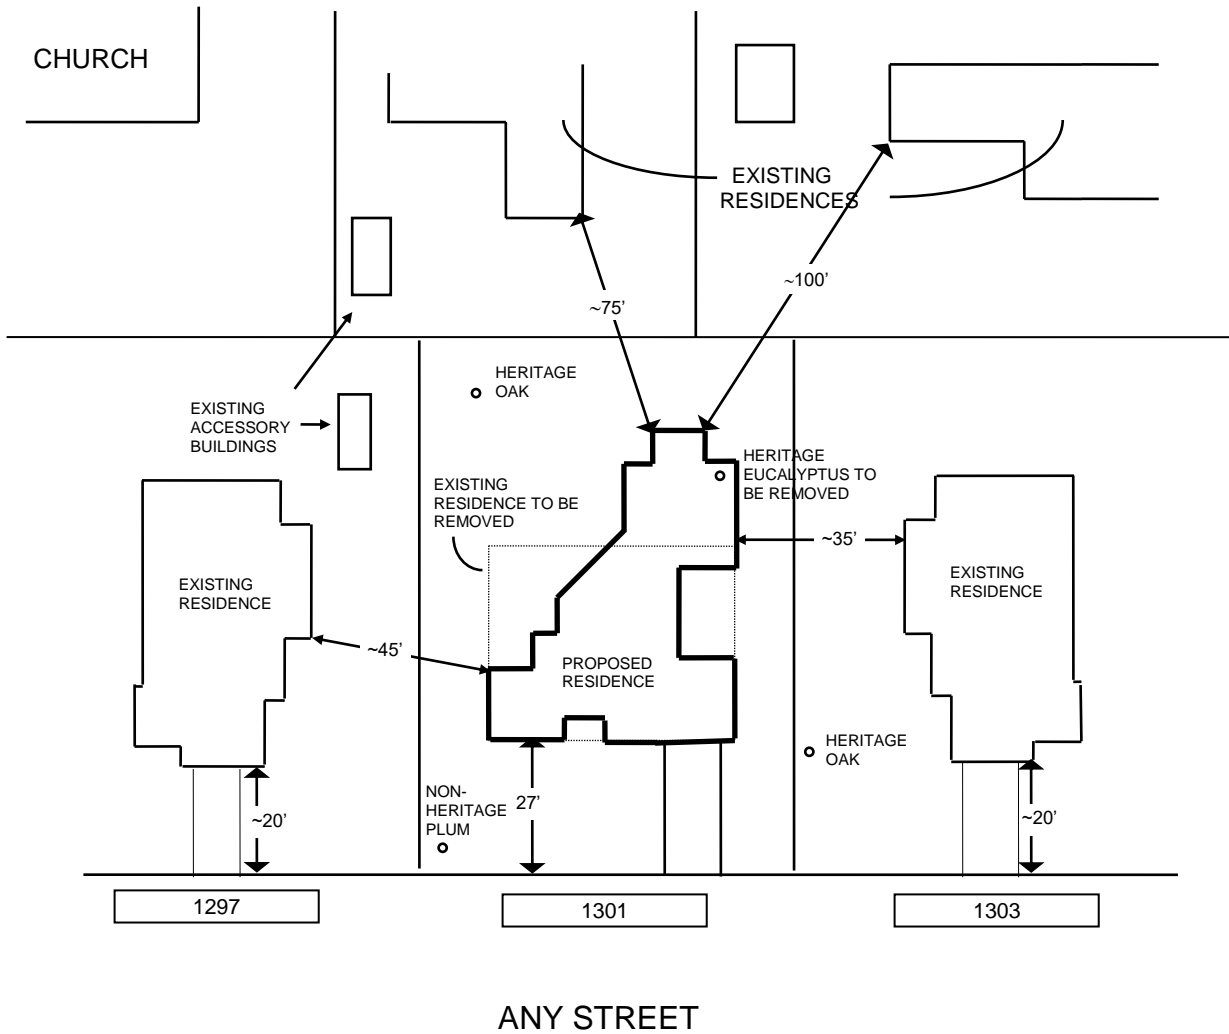 CHURCH
EXISTING
RESIDENCES
~100’
~75’
HERITAGE
OAK
EXISTING
ACCESSORY
BUILDINGS
HERITAGE
EUCALYPTUS TO
BE REMOVED
EXISTING
RESIDENCE TO BE
REMOVED
~35’
EXISTING
RESIDENCE
EXISTING
RESIDENCE
~45’
PROPOSED
RESIDENCE
HERITAGE
OAK
NON-
HERITAGE
PLUM
27’
~20’
~20’
1297
1301
1303
ANY STREET